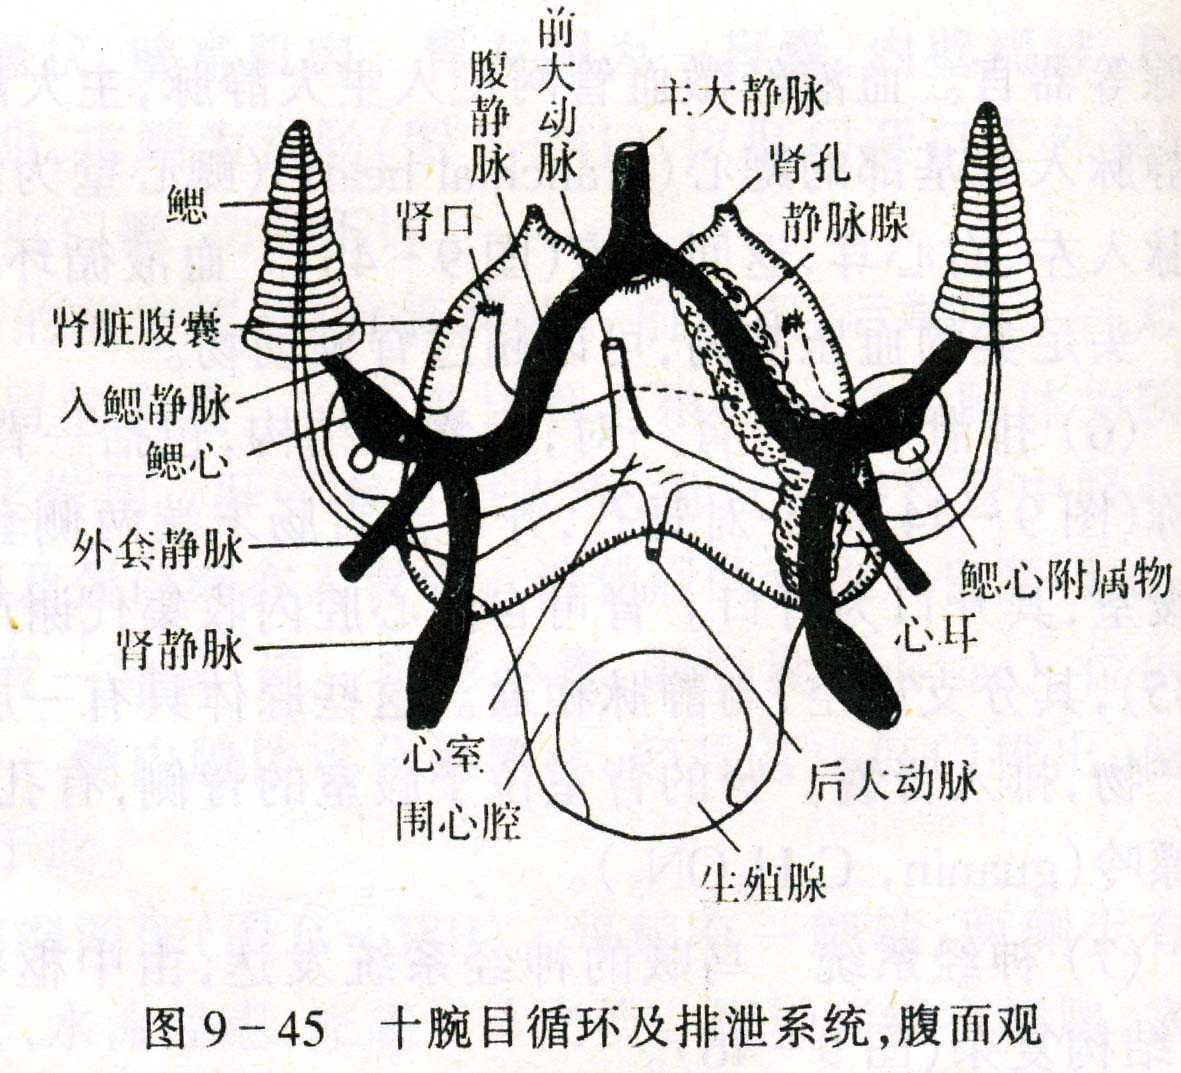 前大动脉
腹静脉
主大静脉
肾孔
鳃
肾口
静脉腺
肾脏腹囊
入鳃静脉
鳃心
外套静脉
鳃心附属物
肾静脉
心耳
心室
后大动脉
围心腔
生殖腺
图9-45 十腕目循环及排泄系统,腹面观